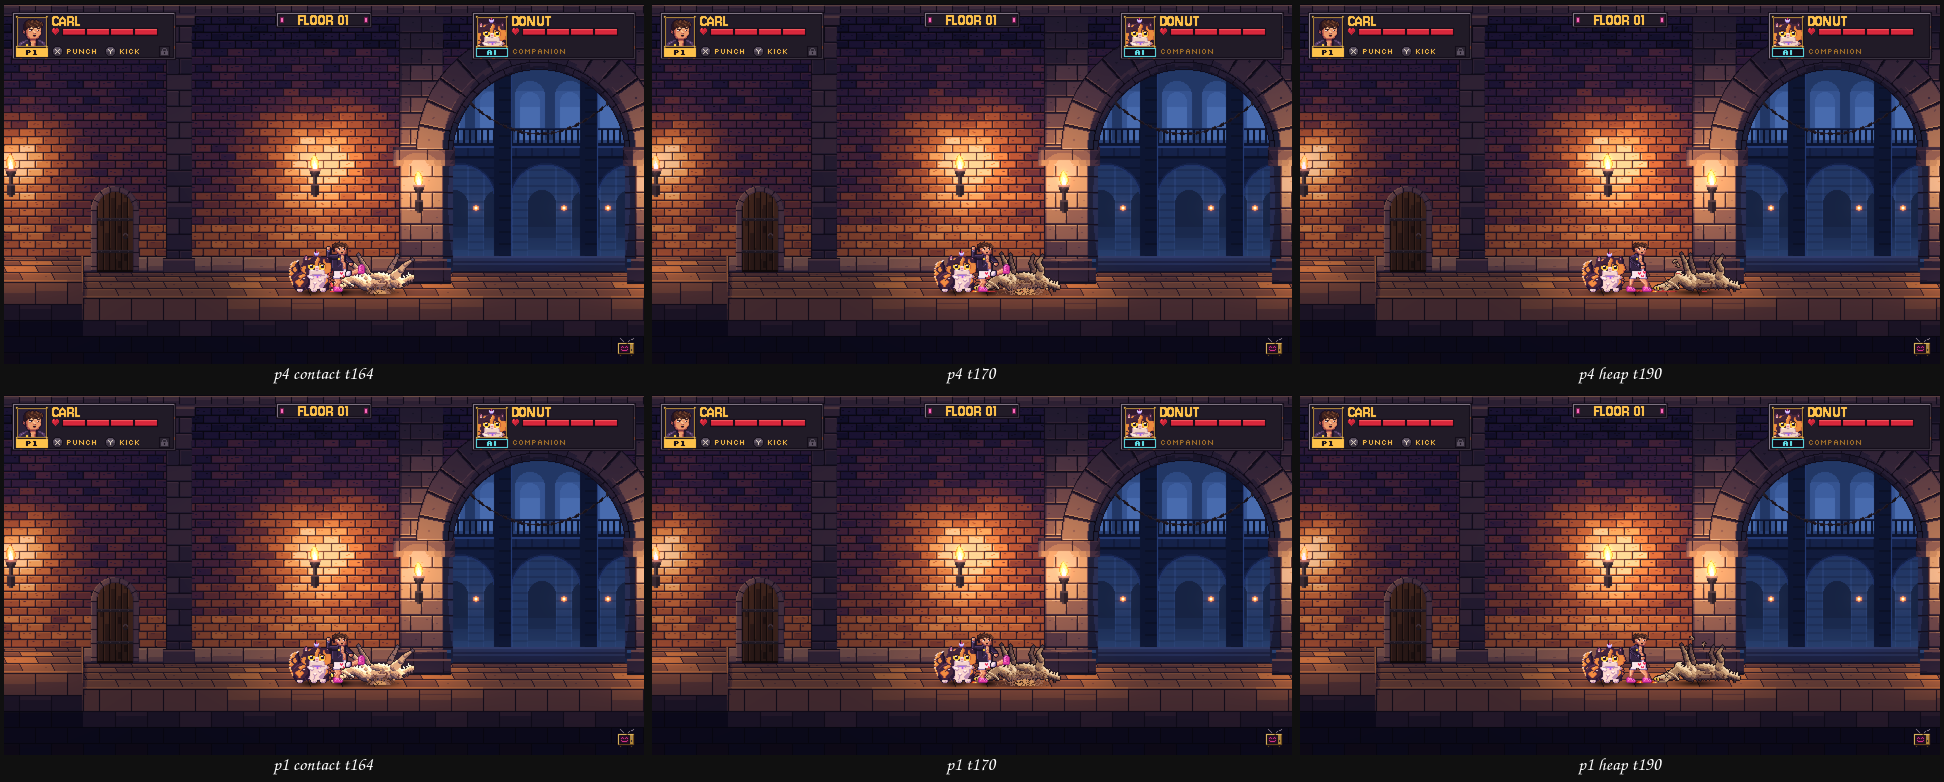 CARL
P1
PUNCH
KICK
FLOOR 01
DONUT
AI
COMPANION
p4 contact t164
CARL
P1
PUNCH
KICK
FLOOR 01
DONUT
AI
COMPANION
p4 t170
CARL
P1
PUNCH
KICK
FLOOR 01
DONUT
AI
COMPANION
p4 heap t190
CARL
P1
PUNCH
KICK
FLOOR 01
DONUT
AI
COMPANION
p1 contact t164
CARL
P1
PUNCH
KICK
FLOOR 01
DONUT
AI
COMPANION
p1 t170
CARL
P1
PUNCH
KICK
FLOOR 01
DONUT
AI
COMPANION
p1 heap t190